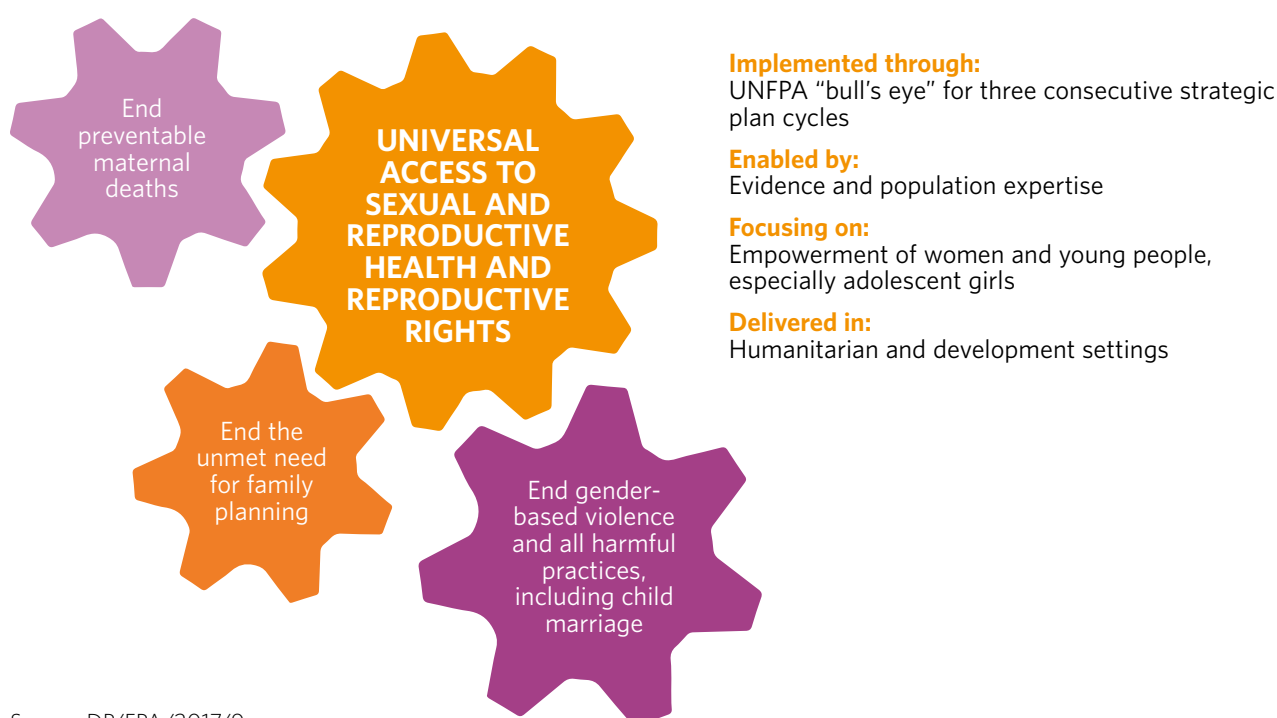 End
preventable
maternal
deaths
UNIVERSAL
ACCESS TO
SEXUAL AND
REPRODUCTIVE
HEALTH AND
REPRODUCTIVE
RIGHTS
End the
unmet need
for family
planning
End gender-
based violence
and all harmful
practices,
including child
marriage
Implemented through:
UNFPA “bull’s eye” for three consecutive strategic
plan cycles
Enabled by:
Evidence and population expertise
Focusing on:
Empowerment of women and young people,
especially adolescent girls
Delivered in:
Humanitarian and development settings